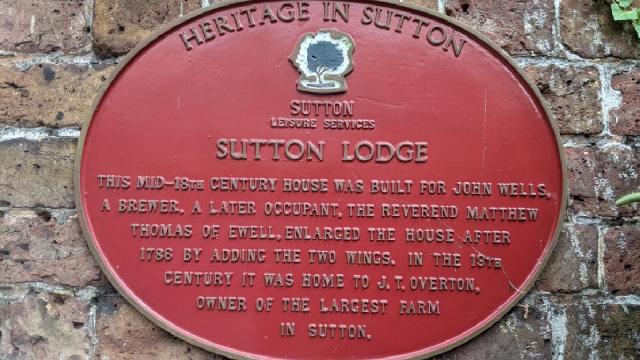 HERITAGE IN SUTTON
SUTTON
LEISURE SERVICES
SUTTON LODGE
THIS MID-18TH CENTURY HOUSE WAS BUILT FOR JOHN WELLS,
A BREWER. A LATER OCCUPANT, THE REVEREND MATTHEW
THOMAS OF EWELL, ENLARGED THE HOUSE AFTER
1786 BY ADDING THE TWO WINGS. IN THE 19TH
CENTURY IT WAS HOME TO J.T. OVERTON,
OWNER OF THE LARGEST FARM
IN SUTTON.